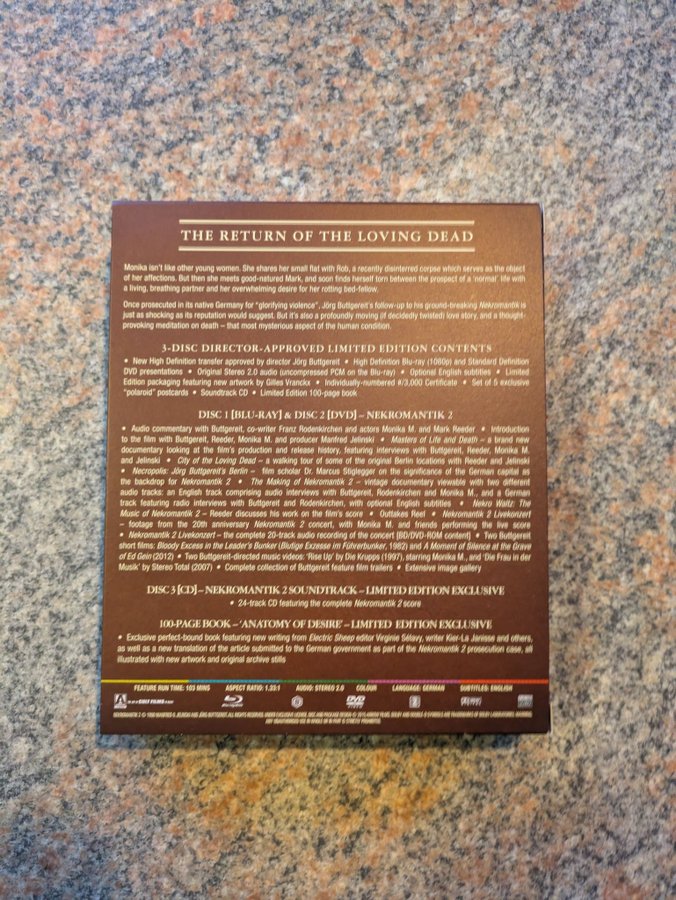 THE RETURN OF THE LOVING DEAD
Monika isn't like other young women. She shares her small flat with Rob, a recently disinterred corpse which serves as the object
of her affections. But then she meets good-natured Mark, and soon finds herself torn between the prospect of a 'normal' life with
a living, breathing partner and her overwhelming desire for her rotting bed-fellow.
Once prosecuted in its native Germany for "glorifying violence", Jörg Buttgereit's follow-up to his ground-breaking Nekromantik is
just as shocking as its reputation would suggest. But it's also a profoundly moving (if decidedly twisted) love story, and a thought-
provoking meditation on death – that most mysterious aspect of the human condition.
3-DISC DIRECTOR-APPROVED LIMITED EDITION CONTENTS
• New High Definition transfer approved by director Jörg Buttgereit • High Definition Blu-ray (1080p) and Standard Definition
DVD presentations • Original Stereo 2.0 audio (uncompressed PCM on the Blu-ray) • Optional English subtitles • Limited
Edition packaging featuring new artwork by Gilles Vranckx • Individually-numbered #/3,000 Certificate • Set of 5 exclusive
"polaroid" postcards • Soundtrack CD • Limited Edition 100-page book
DISC 1 [BLU-RAY] & DISC 2 [DVD] – NEKROMANTIK 2
• Audio commentary with Buttgereit, co-writer Franz Rodenkirchen and actors Monika M. and Mark Reeder • Introduction
to the film with Buttgereit, Reeder, Monika M. and producer Manfred Jelinski • Masters of Life and Death – a brand new
documentary looking at the film's production and release history, featuring interviews with Buttgereit, Reeder, Monika M.
and Jelinski • City of the Loving Dead – a walking tour of some of the original Berlin locations with Reeder and Jelinski
• Necropolis: Jörg Buttgereit's Berlin – film scholar Dr. Marcus Stiglegger on the significance of the German capital as
the backdrop for Nekromantik 2 • The Making of Nekromantik 2 – vintage documentary viewable with two different
audio tracks: an English track comprising audio interviews with Buttgereit, Rodenkirchen and Monika M., and a German
track featuring radio interviews with Buttgereit and Rodenkirchen, with optional English subtitles • Nekro Waltz: The
Music of Nekromantik 2 – Reeder discusses his work on the film's score • Outtakes Reel • Nekromantik 2 Livekonzert
– footage from the 20th anniversary Nekromantik 2 concert, with Monika M. and friends performing the live score
• Nekromantik 2 Livekonzert – the complete 20-track audio recording of the concert [BD/DVD-ROM content] • Two Buttgereit
short films: Bloody Excess in the Leader's Bunker (Blutige Exzesse im Führerbunker, 1982) and A Moment of Silence at the Grave
of Ed Gein (2012) • Two Buttgereit-directed music videos: 'Rise Up' by Die Krupps (1997), starring Monika M., and 'Die Frau in der
Musik' by Stereo Total (2007) • Complete collection of Buttgereit feature film trailers • Extensive image gallery
DISC 3 [CD] – NEKROMANTIK 2 SOUNDTRACK – LIMITED EDITION EXCLUSIVE
• 24-track CD featuring the complete Nekromantik 2 score
100-PAGE BOOK – 'ANATOMY OF DESIRE' – LIMITED EDITION EXCLUSIVE
• Exclusive perfect-bound book featuring new writing from Electric Sheep editor Virginie Sélavy, writer Kier-La Janisse and others,
as well as a new translation of the article submitted to the German government as part of the Nekromantik 2 prosecution case, all
illustrated with new artwork and original archive stills
FEATURE RUN TIME: 103 MINS ASPECT RATIO: 1.33:1 AUDIO: STEREO 2.0 COLOUR LANGUAGE: GERMAN SUBTITLES: ENGLISH
CULT FILMS
Blu-ray DVD 2